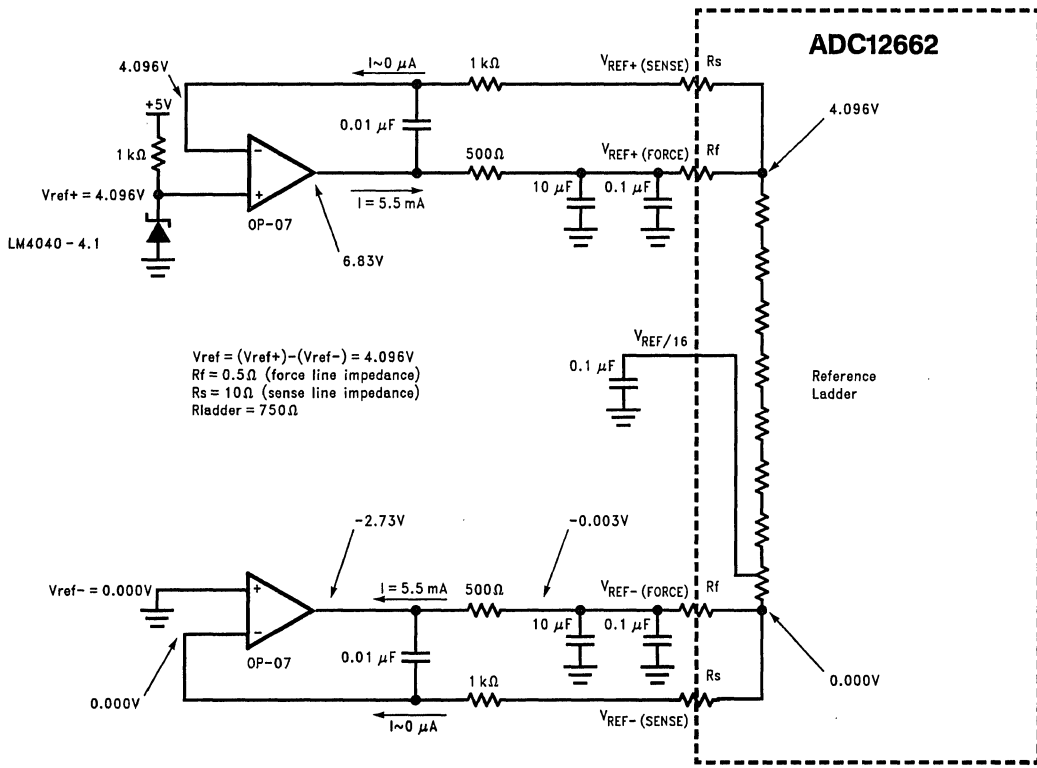 ADC12662
4.096V
I~0 µA
1 kΩ
VREF+ (SENSE)
Rs
4.096V
+5V
0.01 µF
1 kΩ
−
500Ω
VREF+ (FORCE)
Rf
Vref+ = 4.096V
+
I = 5.5 mA
10 µF
0.1 µF
OP-07
LM4040-4.1
6.83V
VREF/16
Vref = (Vref+)-(Vref-) = 4.096V
Rf = 0.5Ω (force line impedance)
Rs = 10Ω (sense line impedance)
Rladder = 750Ω
0.1 µF
Reference
Ladder
-2.73V
-0.003V
Vref- = 0.000V
+
I = 5.5 mA
500Ω
VREF- (FORCE)
Rf
−
10 µF
0.1 µF
OP-07
0.01 µF
0.000V
1 kΩ
Rs
0.000V
I~0 µA
VREF- (SENSE)